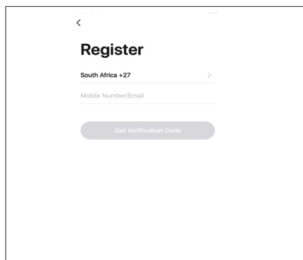 Register
South Africa +27
Mobile Number/Email
Get Verification Code